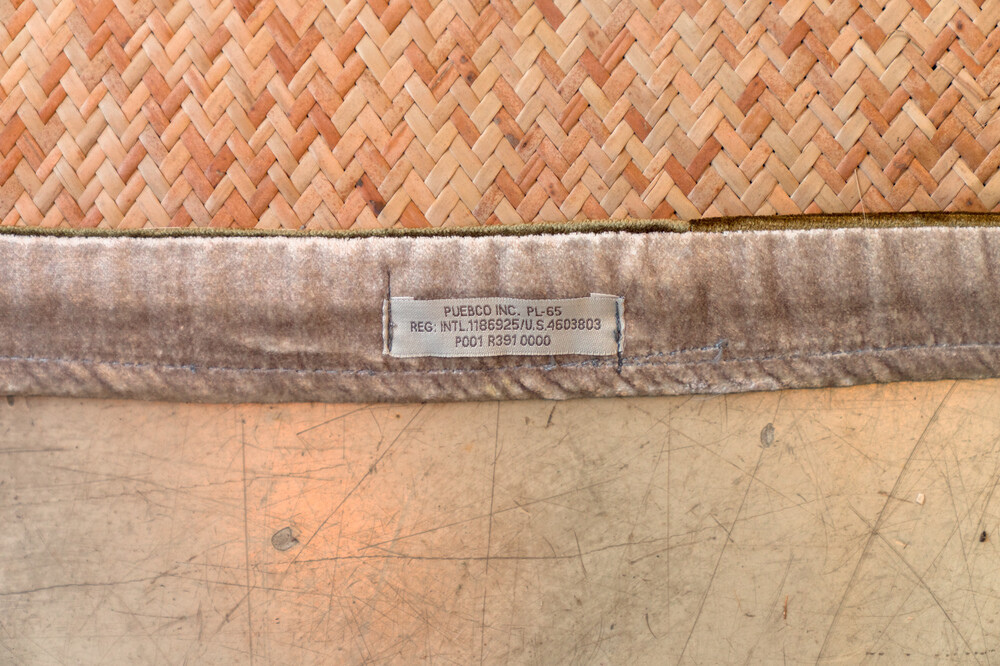 PUEBCO INC. PL-65
REG: INTL.1186925/U.S.4603803
P001 R391 0000